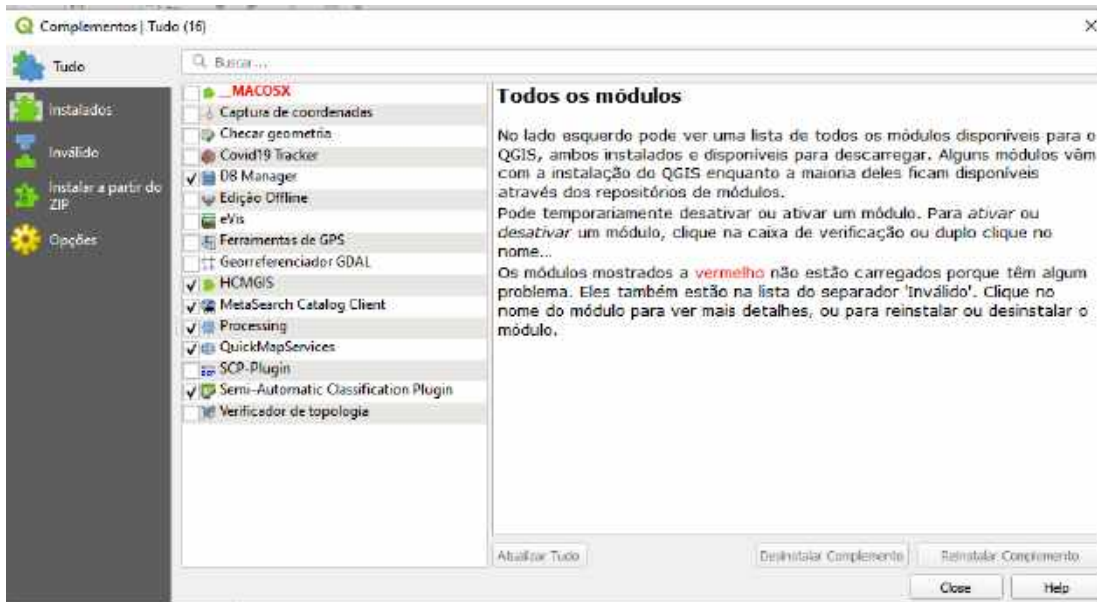 Complementos | Tudo (16)
Tudo
Instalados
Inválido
Instalar a partir do
ZIP
Opções
Buscar...
__MACOSX
Captura de coordenadas
Checar geometria
Covid19 Tracker
DB Manager
Edição Offline
eVis
Ferramentas de GPS
Georreferenciador GDAL
HCMGIS
MetaSearch Catalog Client
Processing
QuickMapServices
SCP-Plugin
Semi-Automatic Classification Plugin
Verificador de topologia
Todos os módulos
No lado esquerdo pode ver uma lista de todos os módulos disponíveis para o
QGIS, ambos instalados e disponíveis para descarregar. Alguns módulos vêm
com a instalação do QGIS enquanto a maioria deles ficam disponíveis
através dos repositórios de módulos.
Pode temporariamente desativar ou ativar um módulo. Para ativar ou
desativar um módulo, clique na caixa de verificação ou duplo clique no
nome...
Os módulos mostrados a vermelho não estão carregados porque têm algum
problema. Eles também estão na lista do separador 'Inválido'. Clique no
nome do módulo para ver mais detalhes, ou para reinstalar ou desinstalar o
módulo.
Atualizar Tudo
Desinstalar Complemento
Reinstalar Complemento
Close
Help